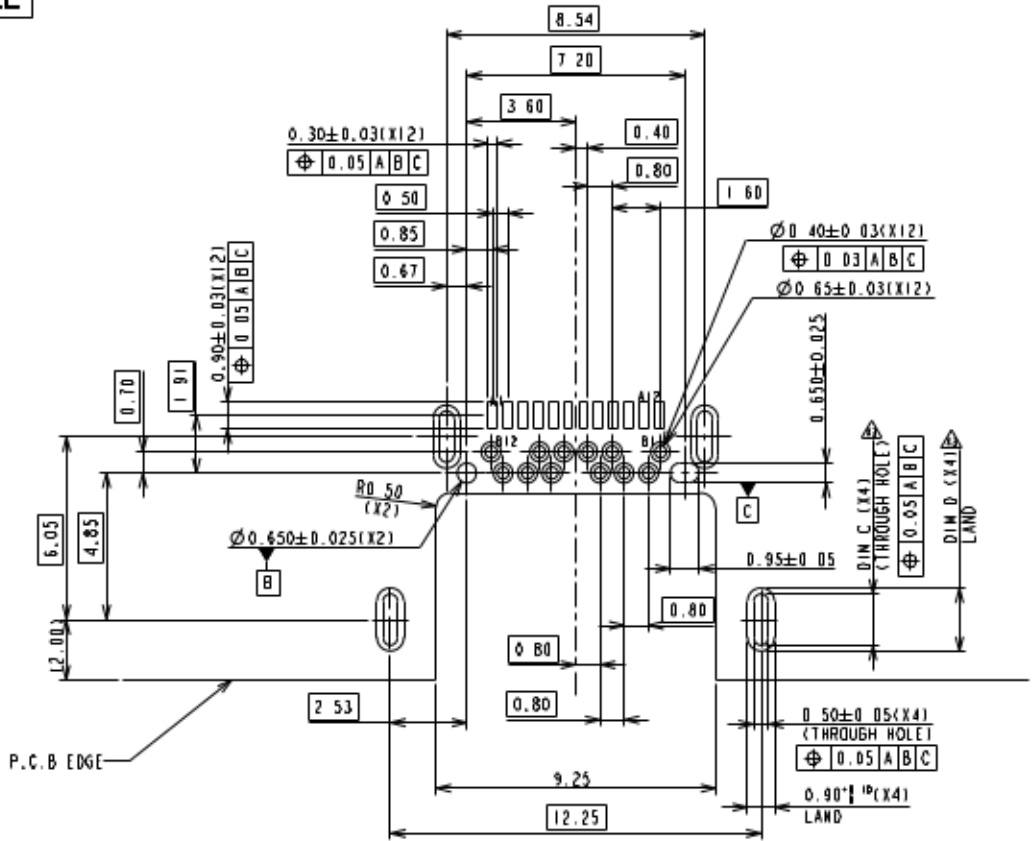 8.54
7 20
3 60
0.30±0.03(X12)
0.05 A B C
0.40
0.80
1 60
0 50
0.85
0.67
Ø0 40±0 03(X12)
0 03 A B C
Ø0 65±0.03(X12)
0.90±0.03(X12)
0 05 A B C
0.70
1 91
0.650±0.025
A12
B12
B1
R0 50
(X2)
6.05
4.85
(2.00)
Ø0.650±0.025(X2)
B
C
0.95±0 05
DIM C (X4)
(THROUGH HOLE)
0.05 A B C
DIM D (X4)
LAND
0.80
0 80
0.80
2 53
0 50±0 05(X4)
(THROUGH HOLE)
0.05 A B C
P.C.B EDGE
9.25
0.90 (X4)
LAND
12.25